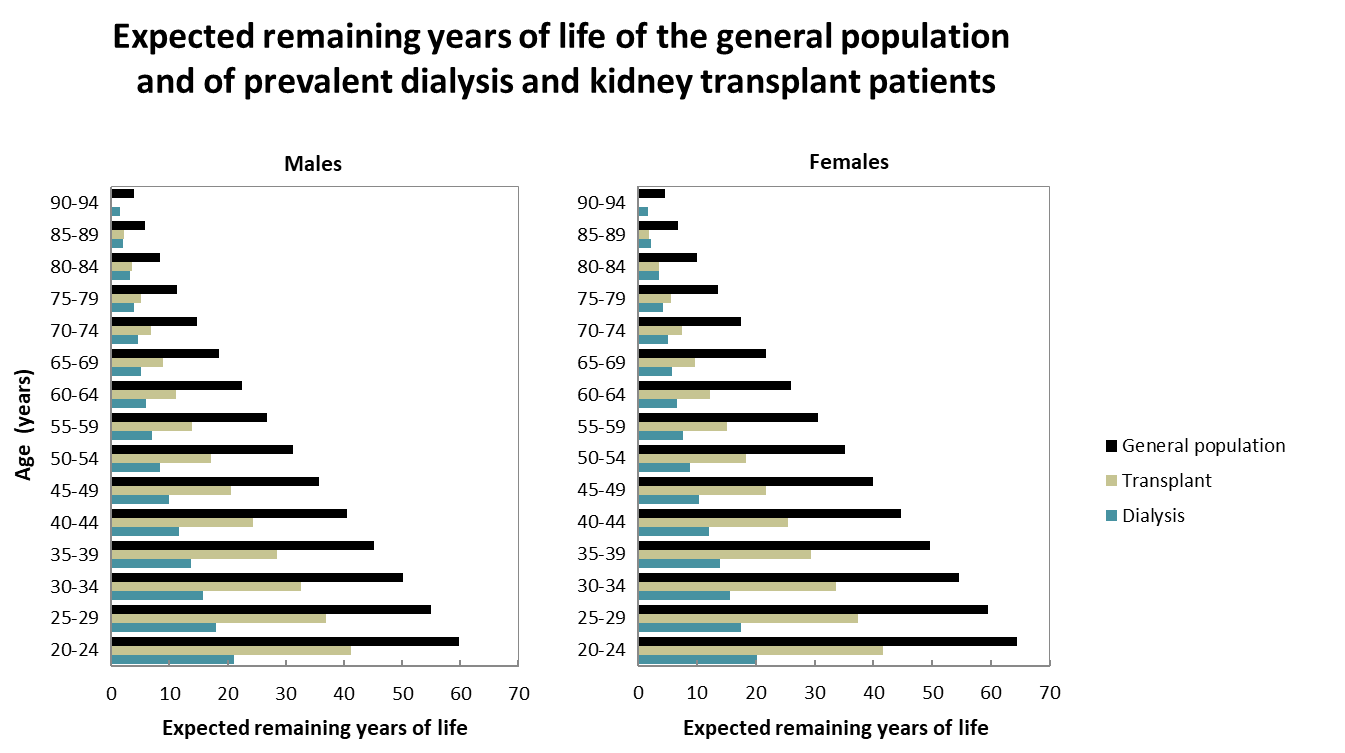 Expected remaining years of life of the general population
and of prevalent dialysis and kidney transplant patients
Males
90-94
85-89
80-84
75-79
70-74
65-69
60-64
55-59
50-54
45-49
40-44
35-39
30-34
25-29
20-24
Age (years)
0 10 20 30 40 50 60 70
Expected remaining years of life
Females
90-94
85-89
80-84
75-79
70-74
65-69
60-64
55-59
50-54
45-49
40-44
35-39
30-34
25-29
20-24
0 10 20 30 40 50 60 70
Expected remaining years of life
General population
Transplant
Dialysis